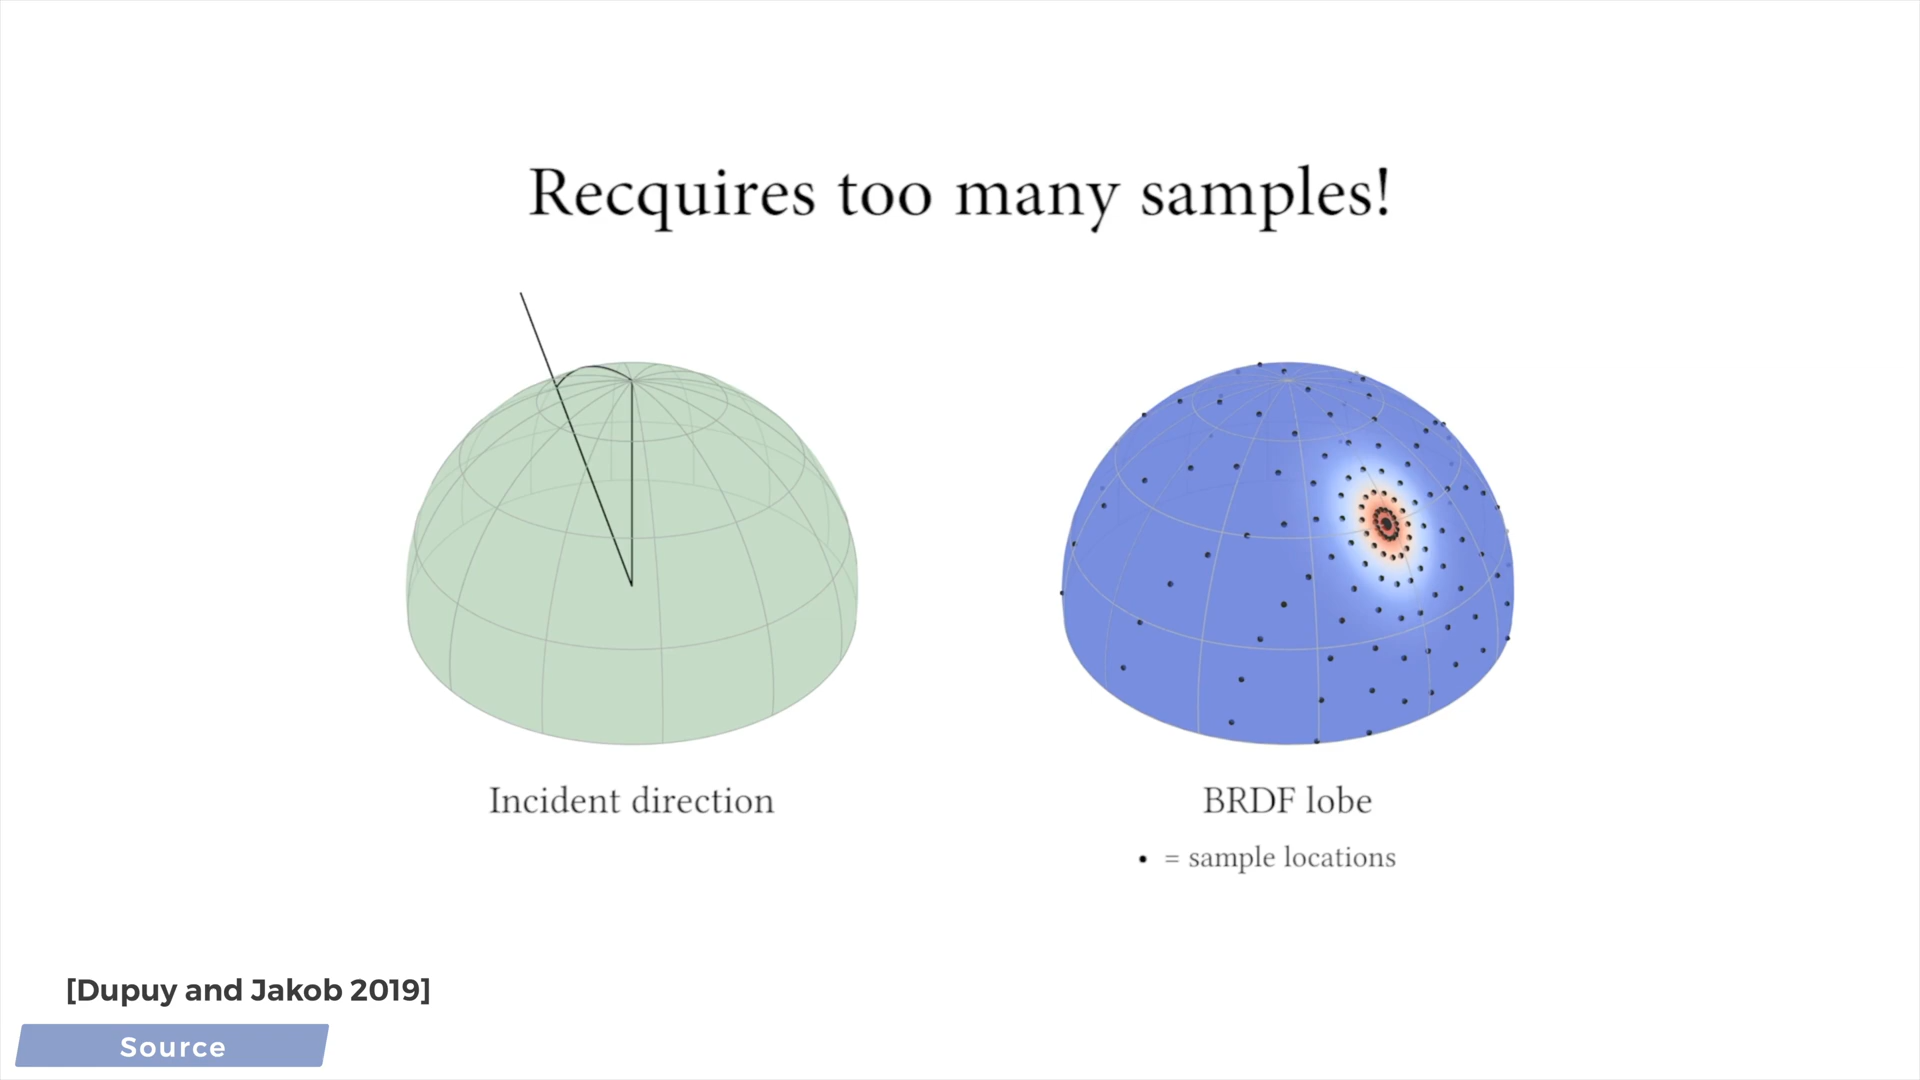 Recquires too many samples!
Incident direction
BRDF lobe
• = sample locations
[Dupuy and Jakob 2019]
Source